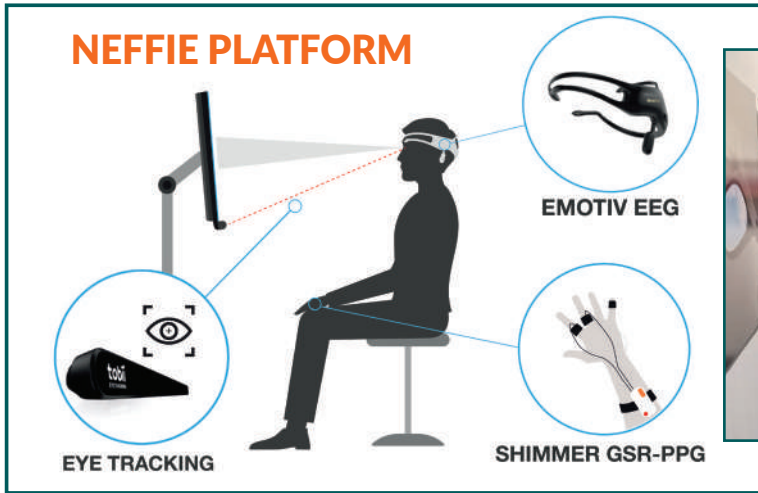 NEFFIE PLATFORM
EMOTIV EEG
tobii
EYE TRACKING
SHIMMER GSR-PPG